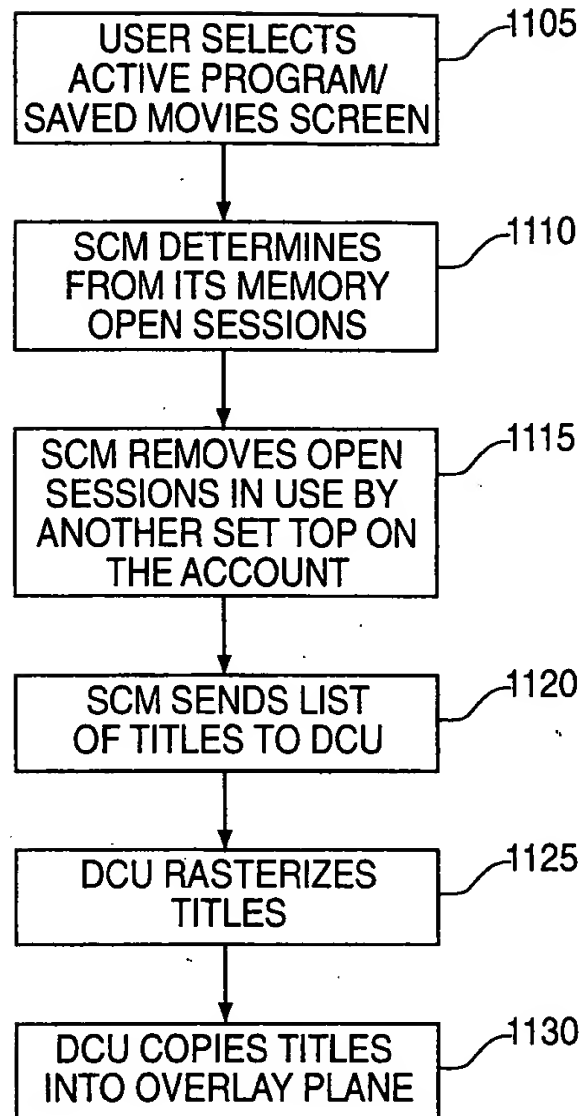 USER SELECTS
ACTIVE PROGRAM/
SAVED MOVIES SCREEN
1105
SCM DETERMINES
FROM ITS MEMORY
OPEN SESSIONS
1110
SCM REMOVES OPEN
SESSIONS IN USE BY
ANOTHER SET TOP ON
THE ACCOUNT
1115
SCM SENDS LIST
OF TITLES TO DCU
1120
DCU RASTERIZES
TITLES
1125
DCU COPIES TITLES
INTO OVERLAY PLANE
1130